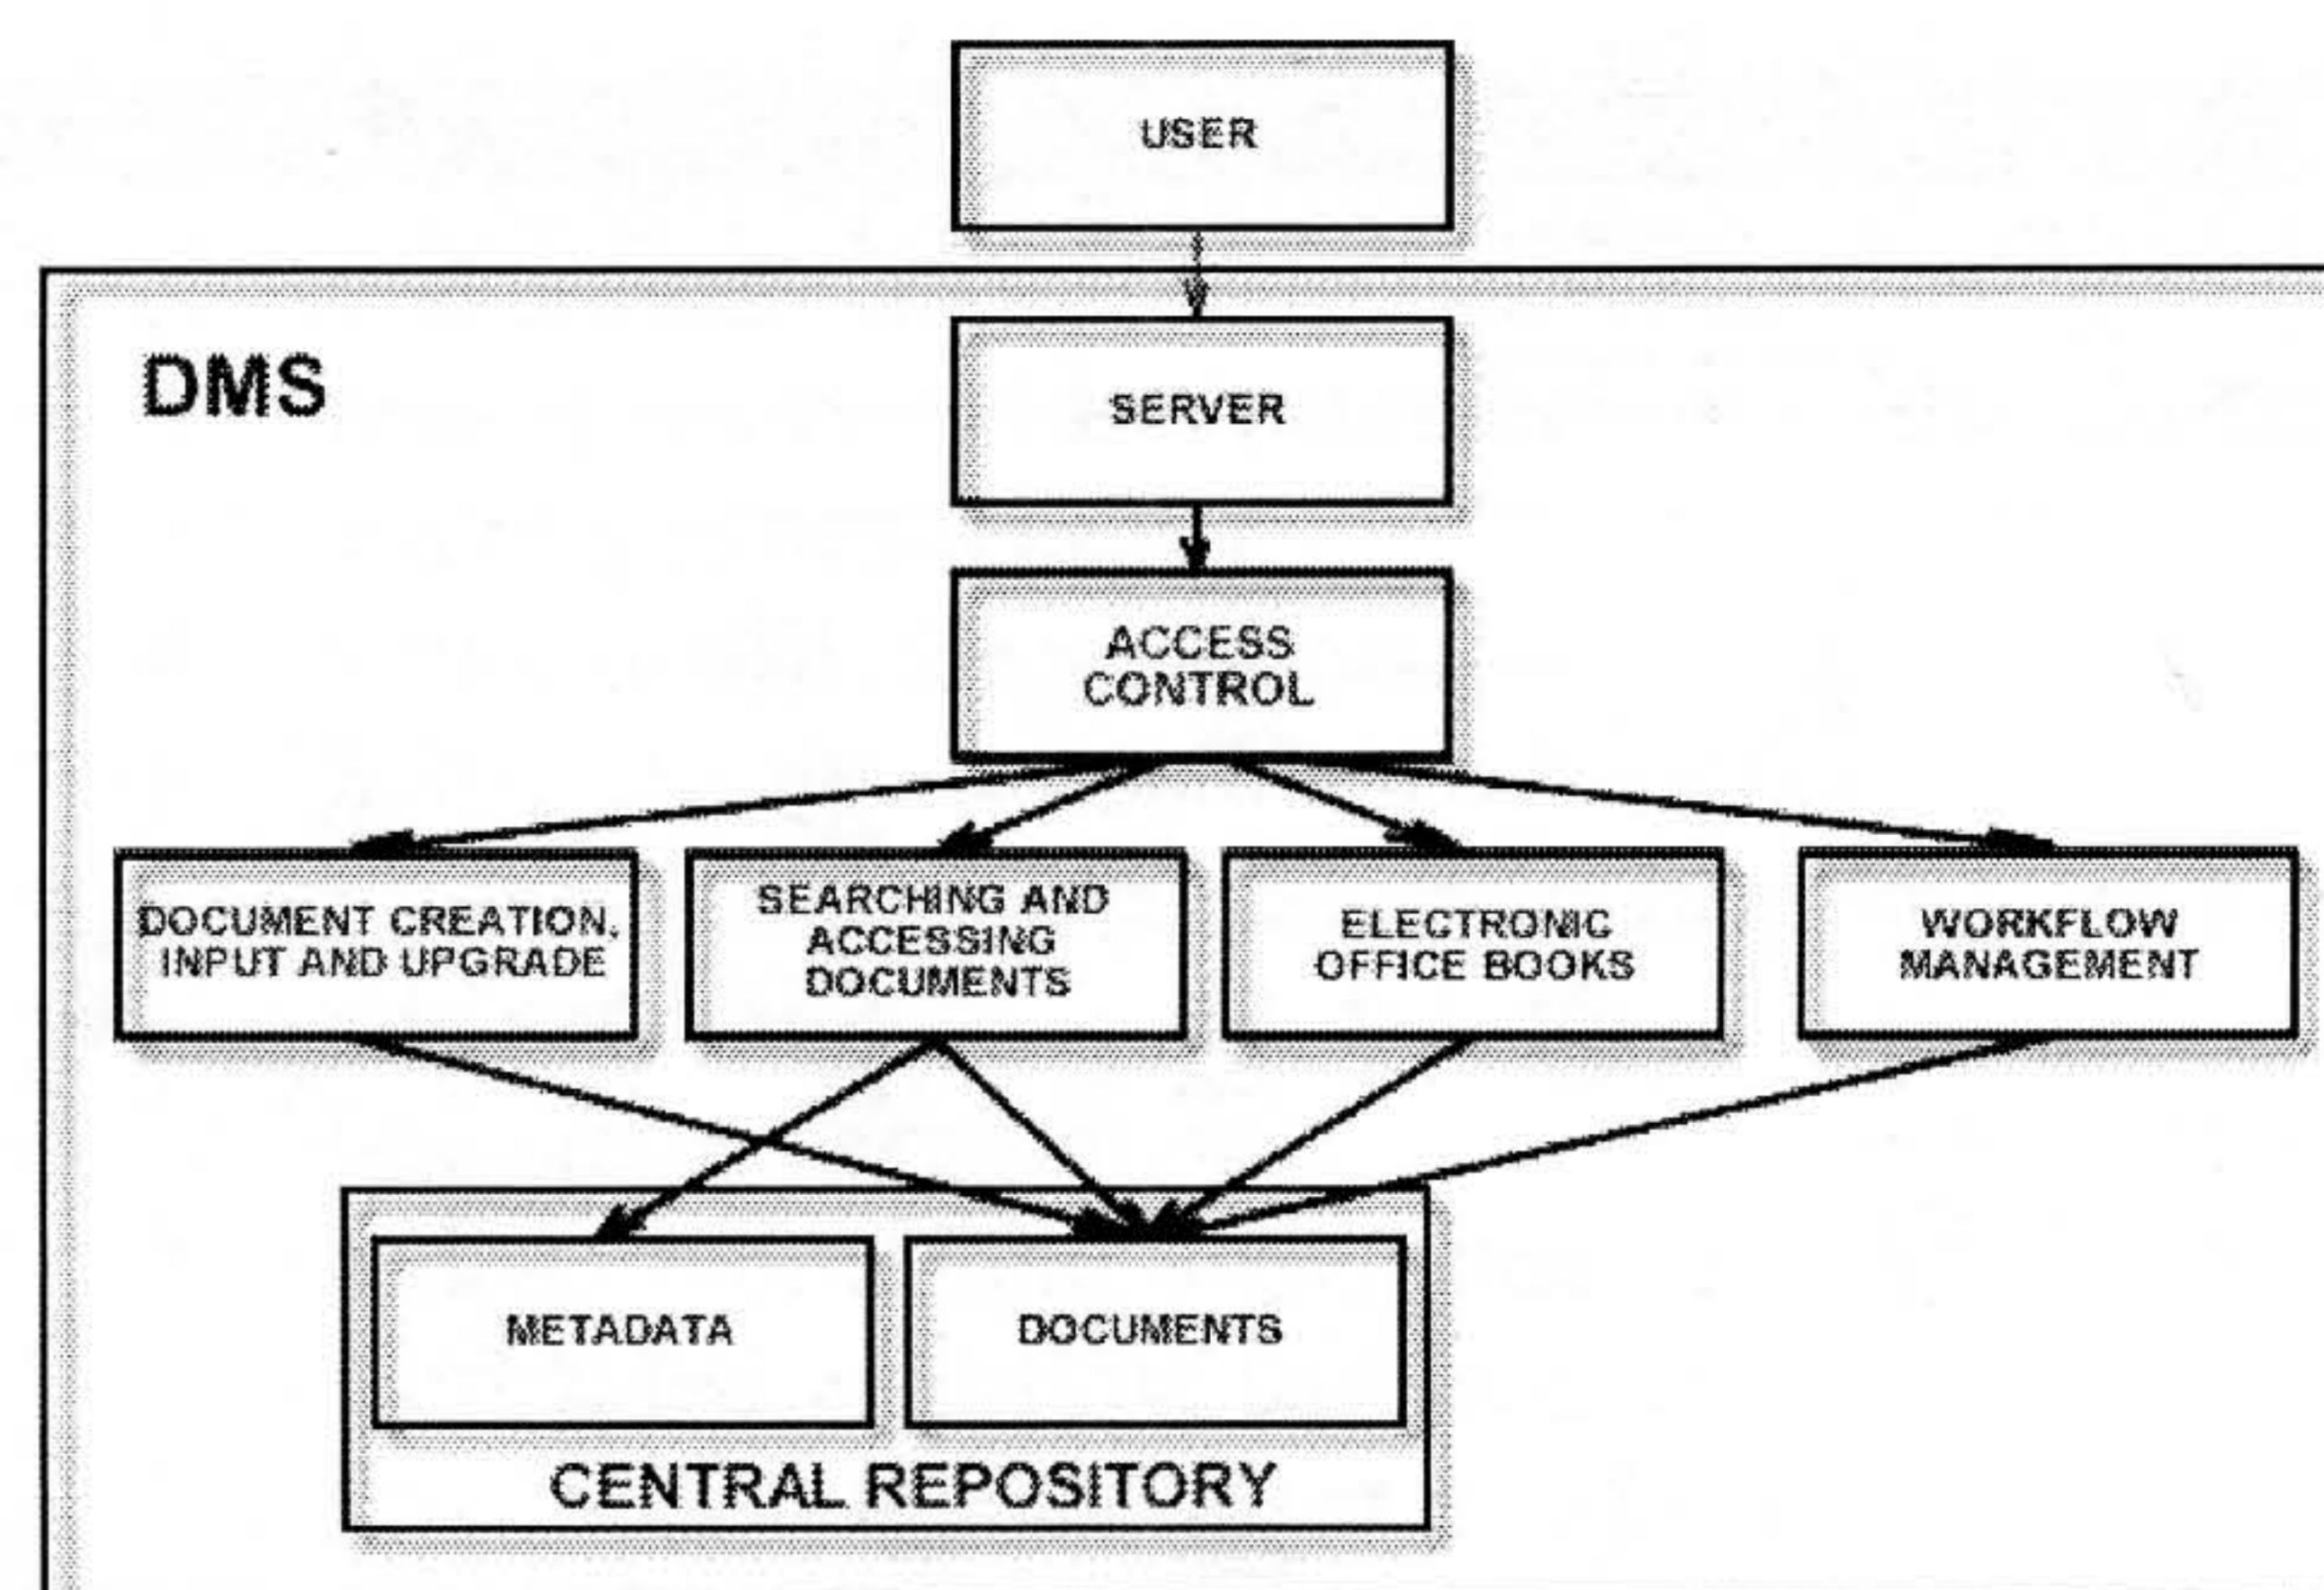 USER
DMS
SERVER
ACCESS
CONTROL
DOCUMENT CREATION,
INPUT AND UPGRADE
SEARCHING AND
ACCESSING
DOCUMENTS
ELECTRONIC
OFFICE BOOKS
WORKFLOW
MANAGEMENT
METADATA
DOCUMENTS
CENTRAL REPOSITORY